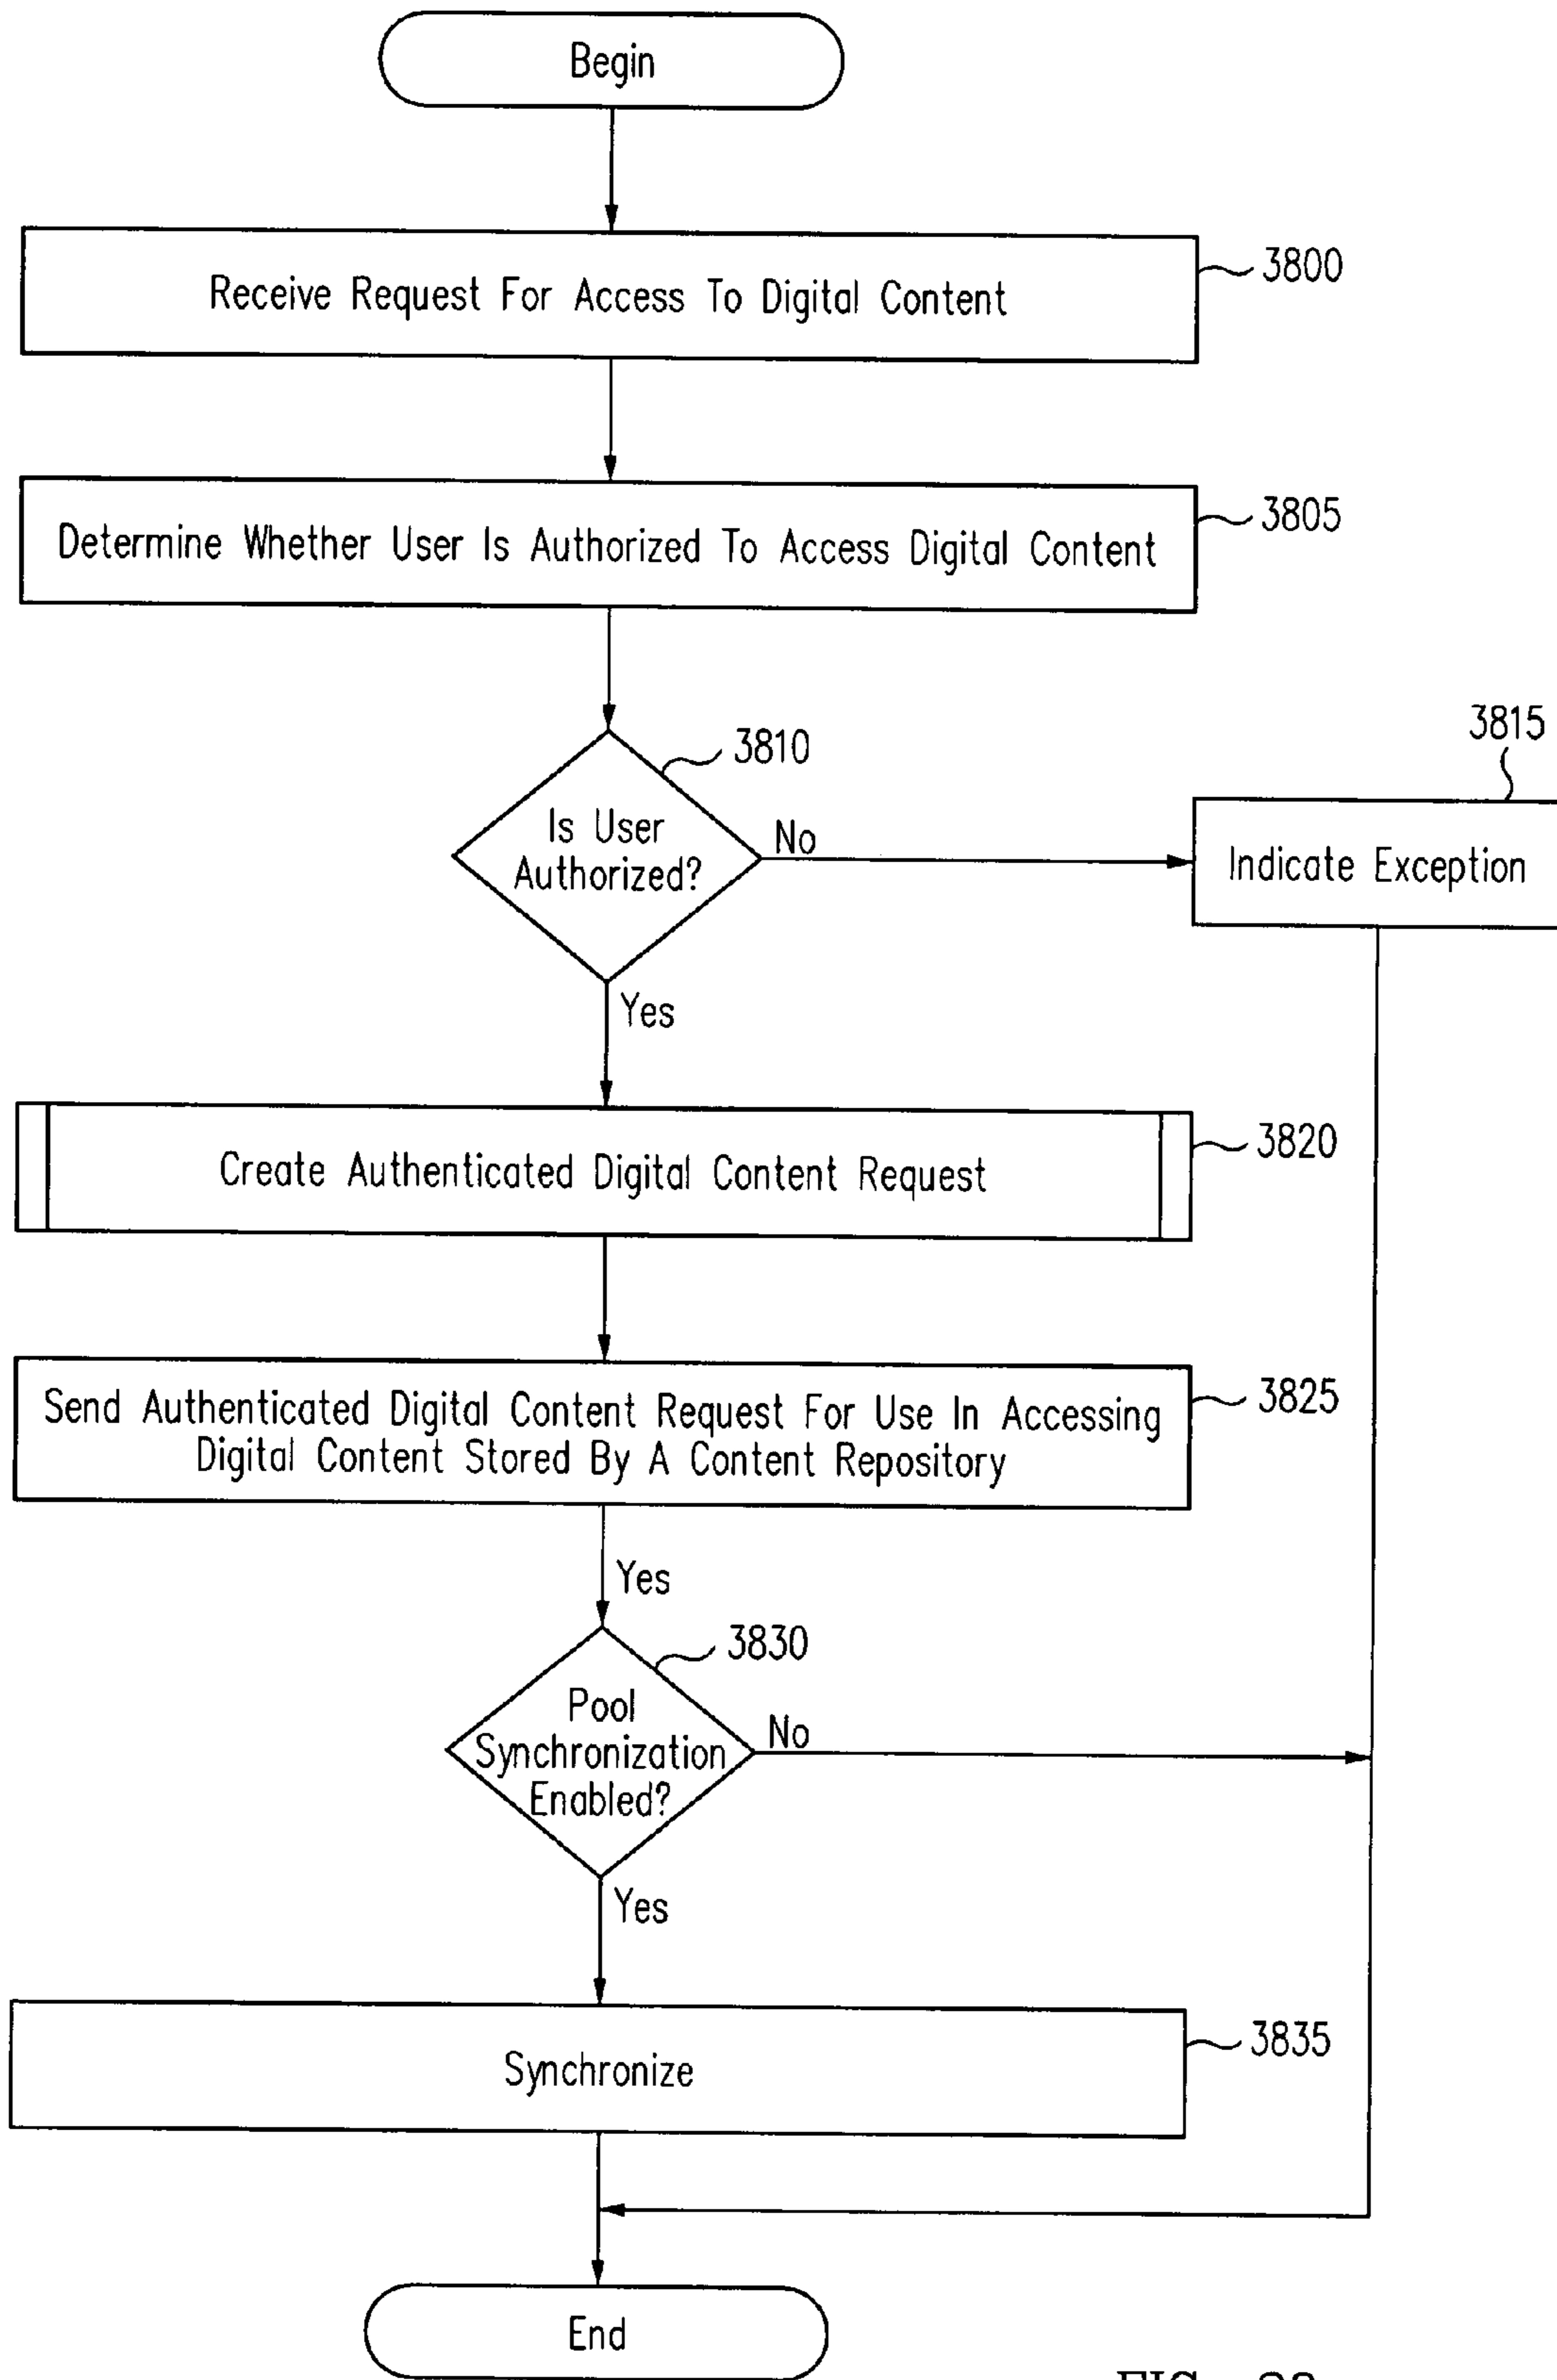 Begin
Receive Request For Access To Digital Content
3800
Determine Whether User Is Authorized To Access Digital Content
3805
3810
3815
Is User
Authorized?
No
Indicate Exception
Yes
Create Authenticated Digital Content Request
3820
Send Authenticated Digital Content Request For Use In Accessing
Digital Content Stored By A Content Repository
3825
Yes
3830
Pool
Synchronization
Enabled?
No
Yes
Synchronize
3835
End